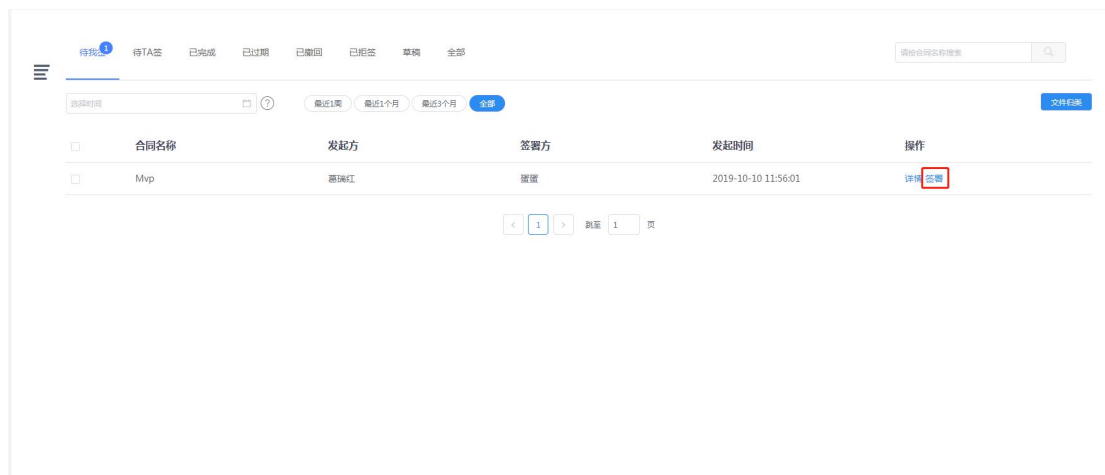 待我签 1 待TA签 已完成 已过期 已撤回 已拒签 草稿 全部 请给合同名称搜索
选择时间 ? 最近1周 最近1个月 最近3个月 全部 文件归类
合同名称 发起方 签署方 发起时间 操作
Mvp 葛瑞红 蛋蛋 2019-10-10 11:56:01 详情 签署
< 1 > 跳至 1 页